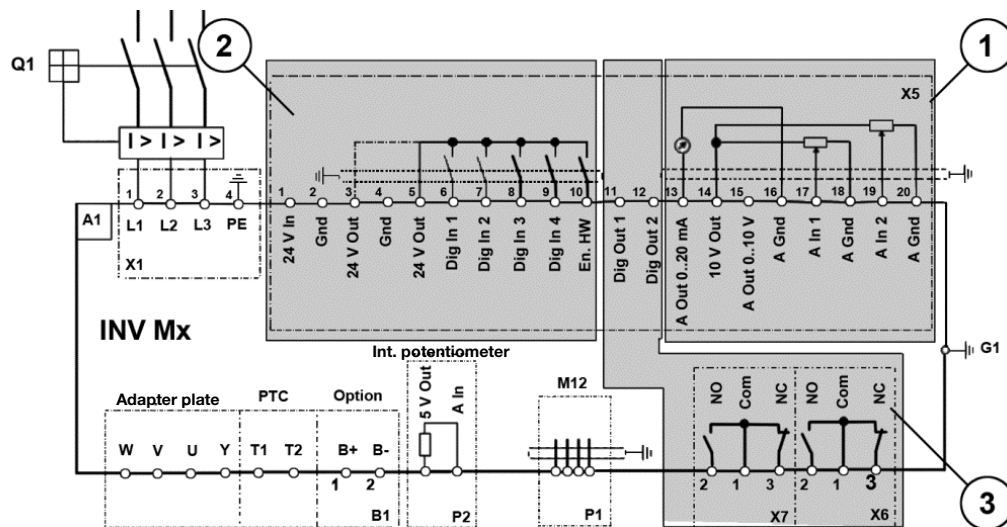 Q1
2
1
I > I > I >
X5
1 2 3 4
L1 L2 L3 PE
X1
A1
1 2 3 4 5 6 7 8 9 10 11 12 13 14 15 16 17 18 19 20
24 V In
Gnd
24 V Out
Gnd
24 V Out
Dig In 1
Dig In 2
Dig In 3
Dig In 4
En. HW
Dig Out 1
Dig Out 2
A Out 0..20 mA
10 V Out
A Out 0..10 V
A Gnd
A In 1
A Gnd
A In 2
A Gnd
INV Mx
G1
Int. potentiometer
5 V Out
A In
P2
M12
P1
Adapter plate PTC Option
W V U Y T1 T2 B+ B-
1 2
B1
NO Com NC NO Com NC
2 1 3 2 1 3
X7 X6
3